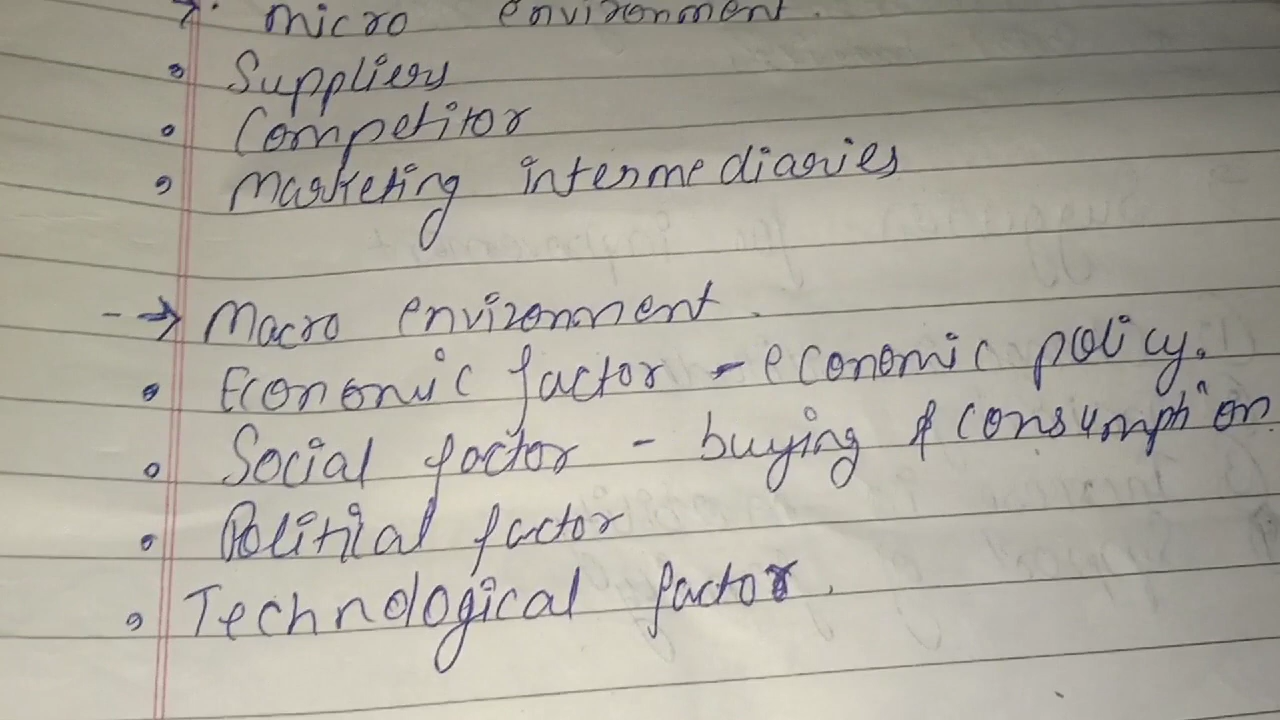 → micro environment.
• Suppliers
• Competitor
• Marketing intermediaries
→ Macro environment.
• Economic factor - economic policy.
• Social factor - buying & consumption.
• Political factor
• Technological factor.